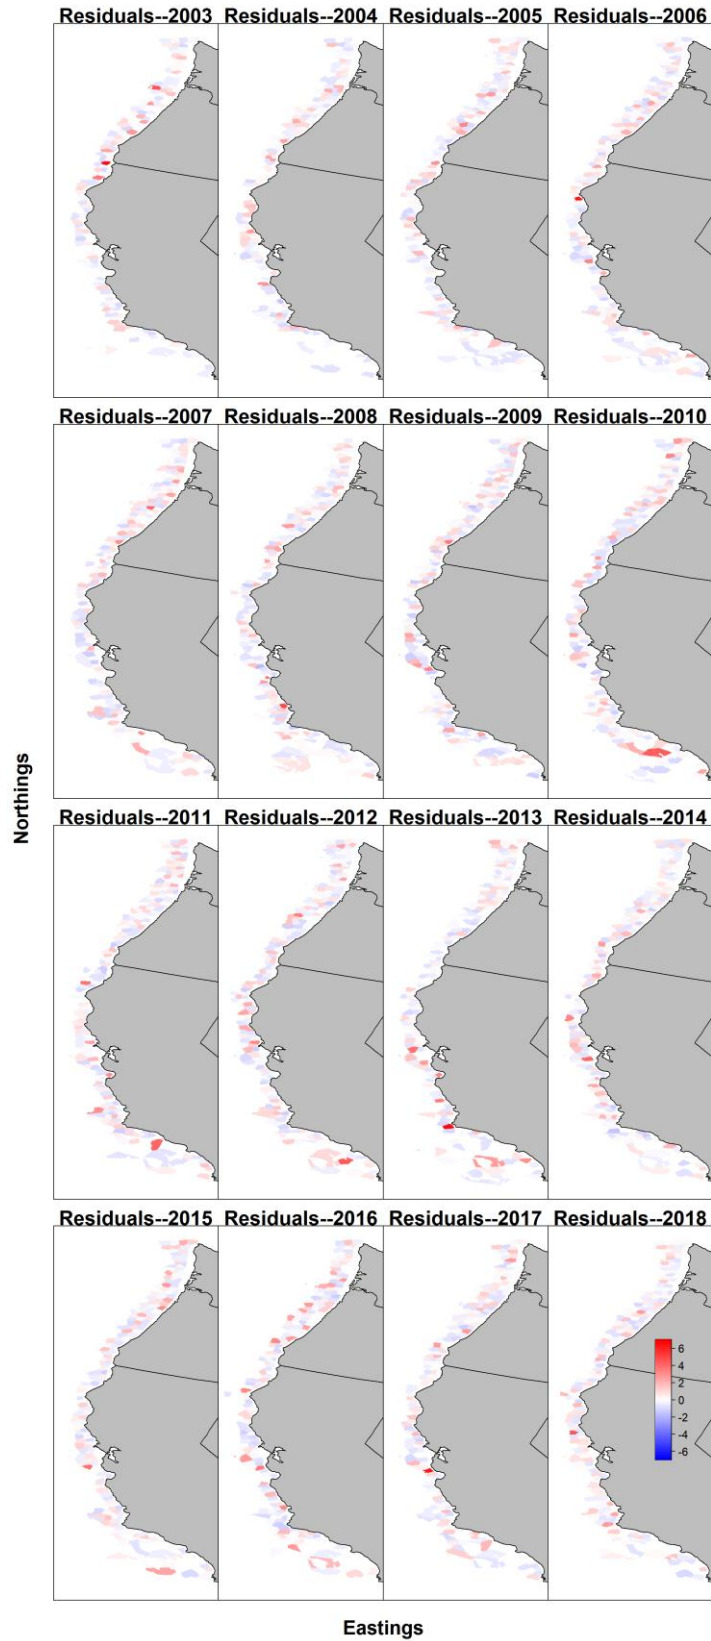 Residuals--2003 Residuals--2004 Residuals--2005 Residuals--2006
Residuals--2007 Residuals--2008 Residuals--2009 Residuals--2010
Northings
Residuals--2011 Residuals--2012 Residuals--2013 Residuals--2014
Residuals--2015 Residuals--2016 Residuals--2017 Residuals--2018
6
4
2
0
-2
-4
-6
Eastings